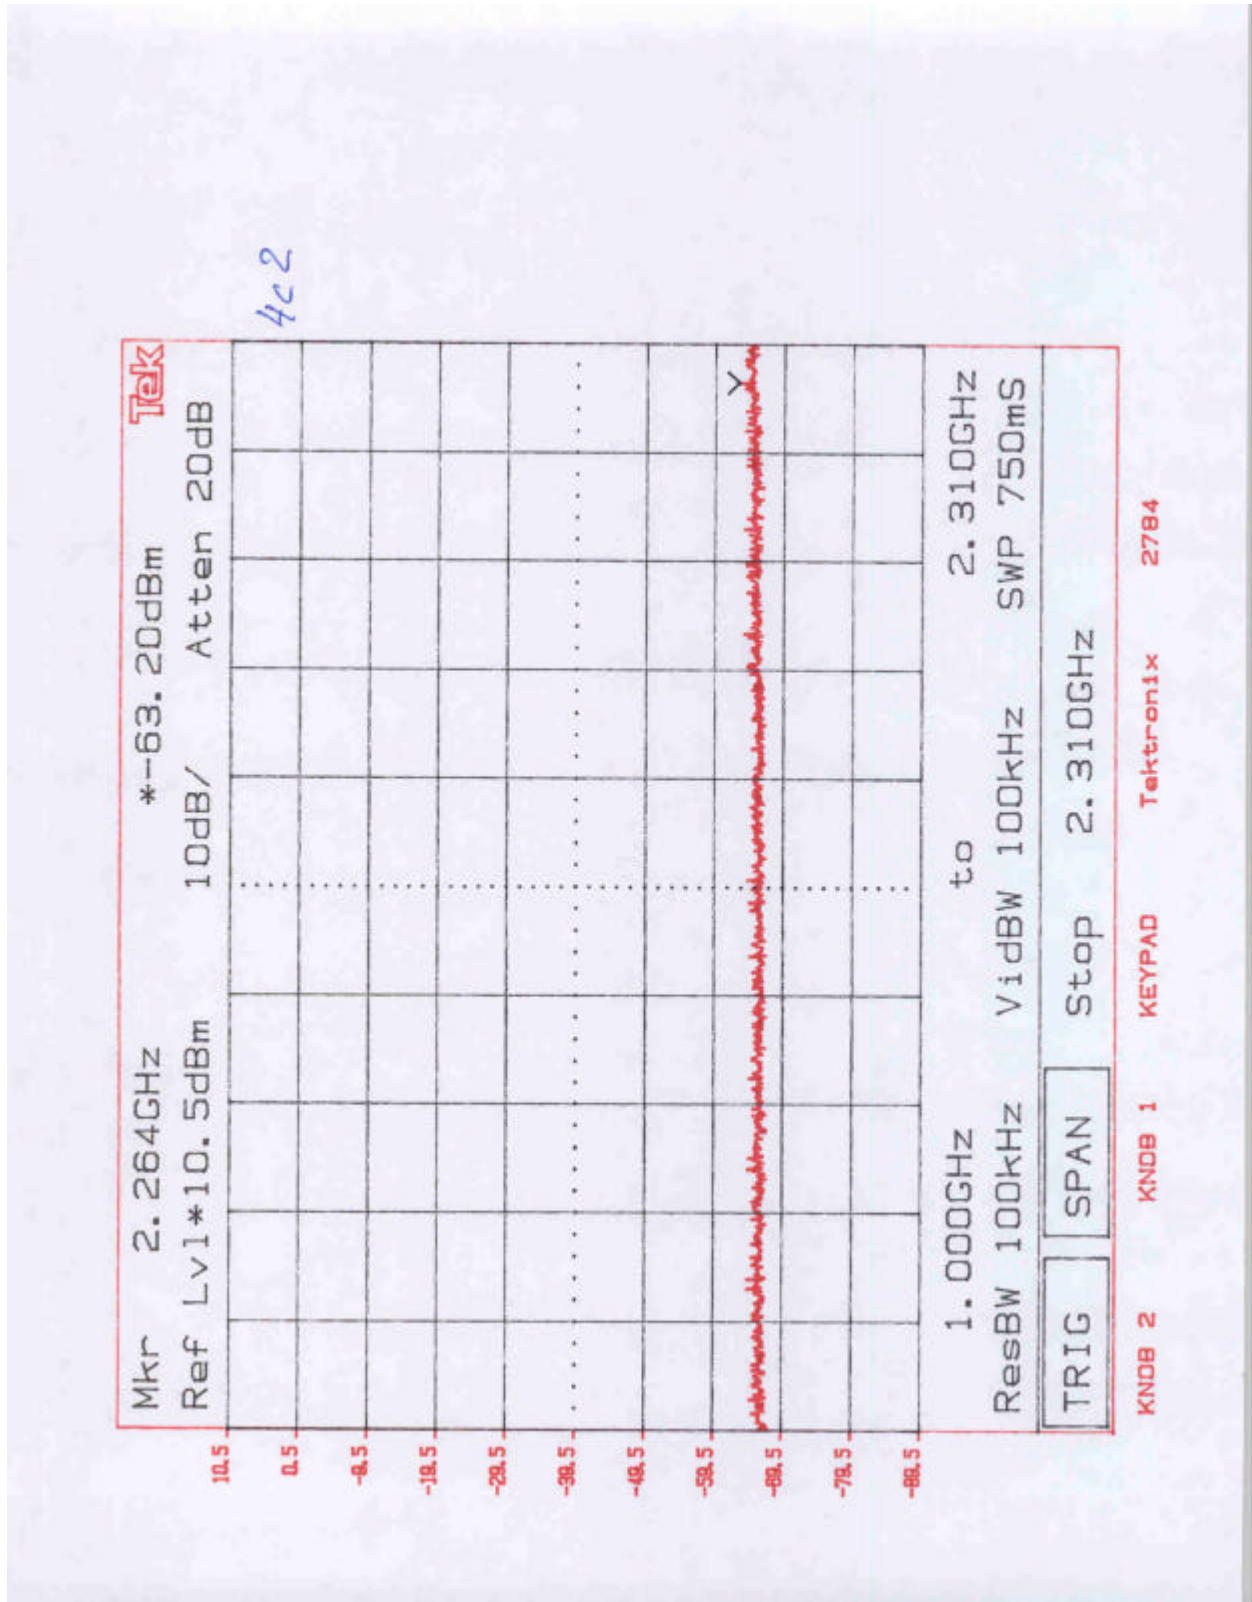 4c2
Mkr 2.264GHz *-63.20dBm Tek
Ref Lvl*10.5dBm 10dB/ Atten 20dB
10.5
0.5
-9.5
-19.5
-29.5
-39.5
-49.5
-59.5
-69.5
-79.5
-89.5
1.000GHz to 2.310GHz
ResBW 100kHz VidBW 100kHz SWP 750mS
TRIG SPAN Stop 2.310GHz
KNOB 2 KNOB 1 KEYPAD Tektronix 2784